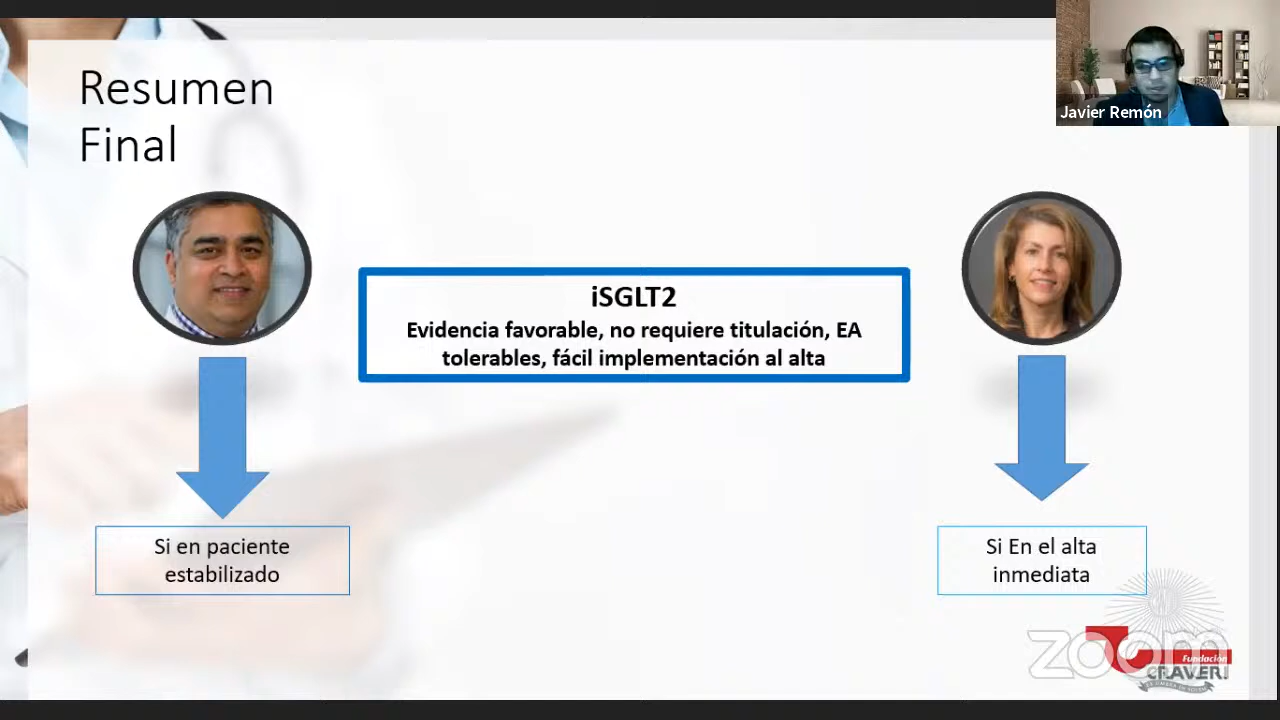 Resumen
Final
Javier Remón
iSGLT2
Evidencia favorable, no requiere titulación, EA
tolerables, fácil implementación al alta
Si en paciente
estabilizado
Si En el alta
inmediata
zoom
Fundación
CRAVERI